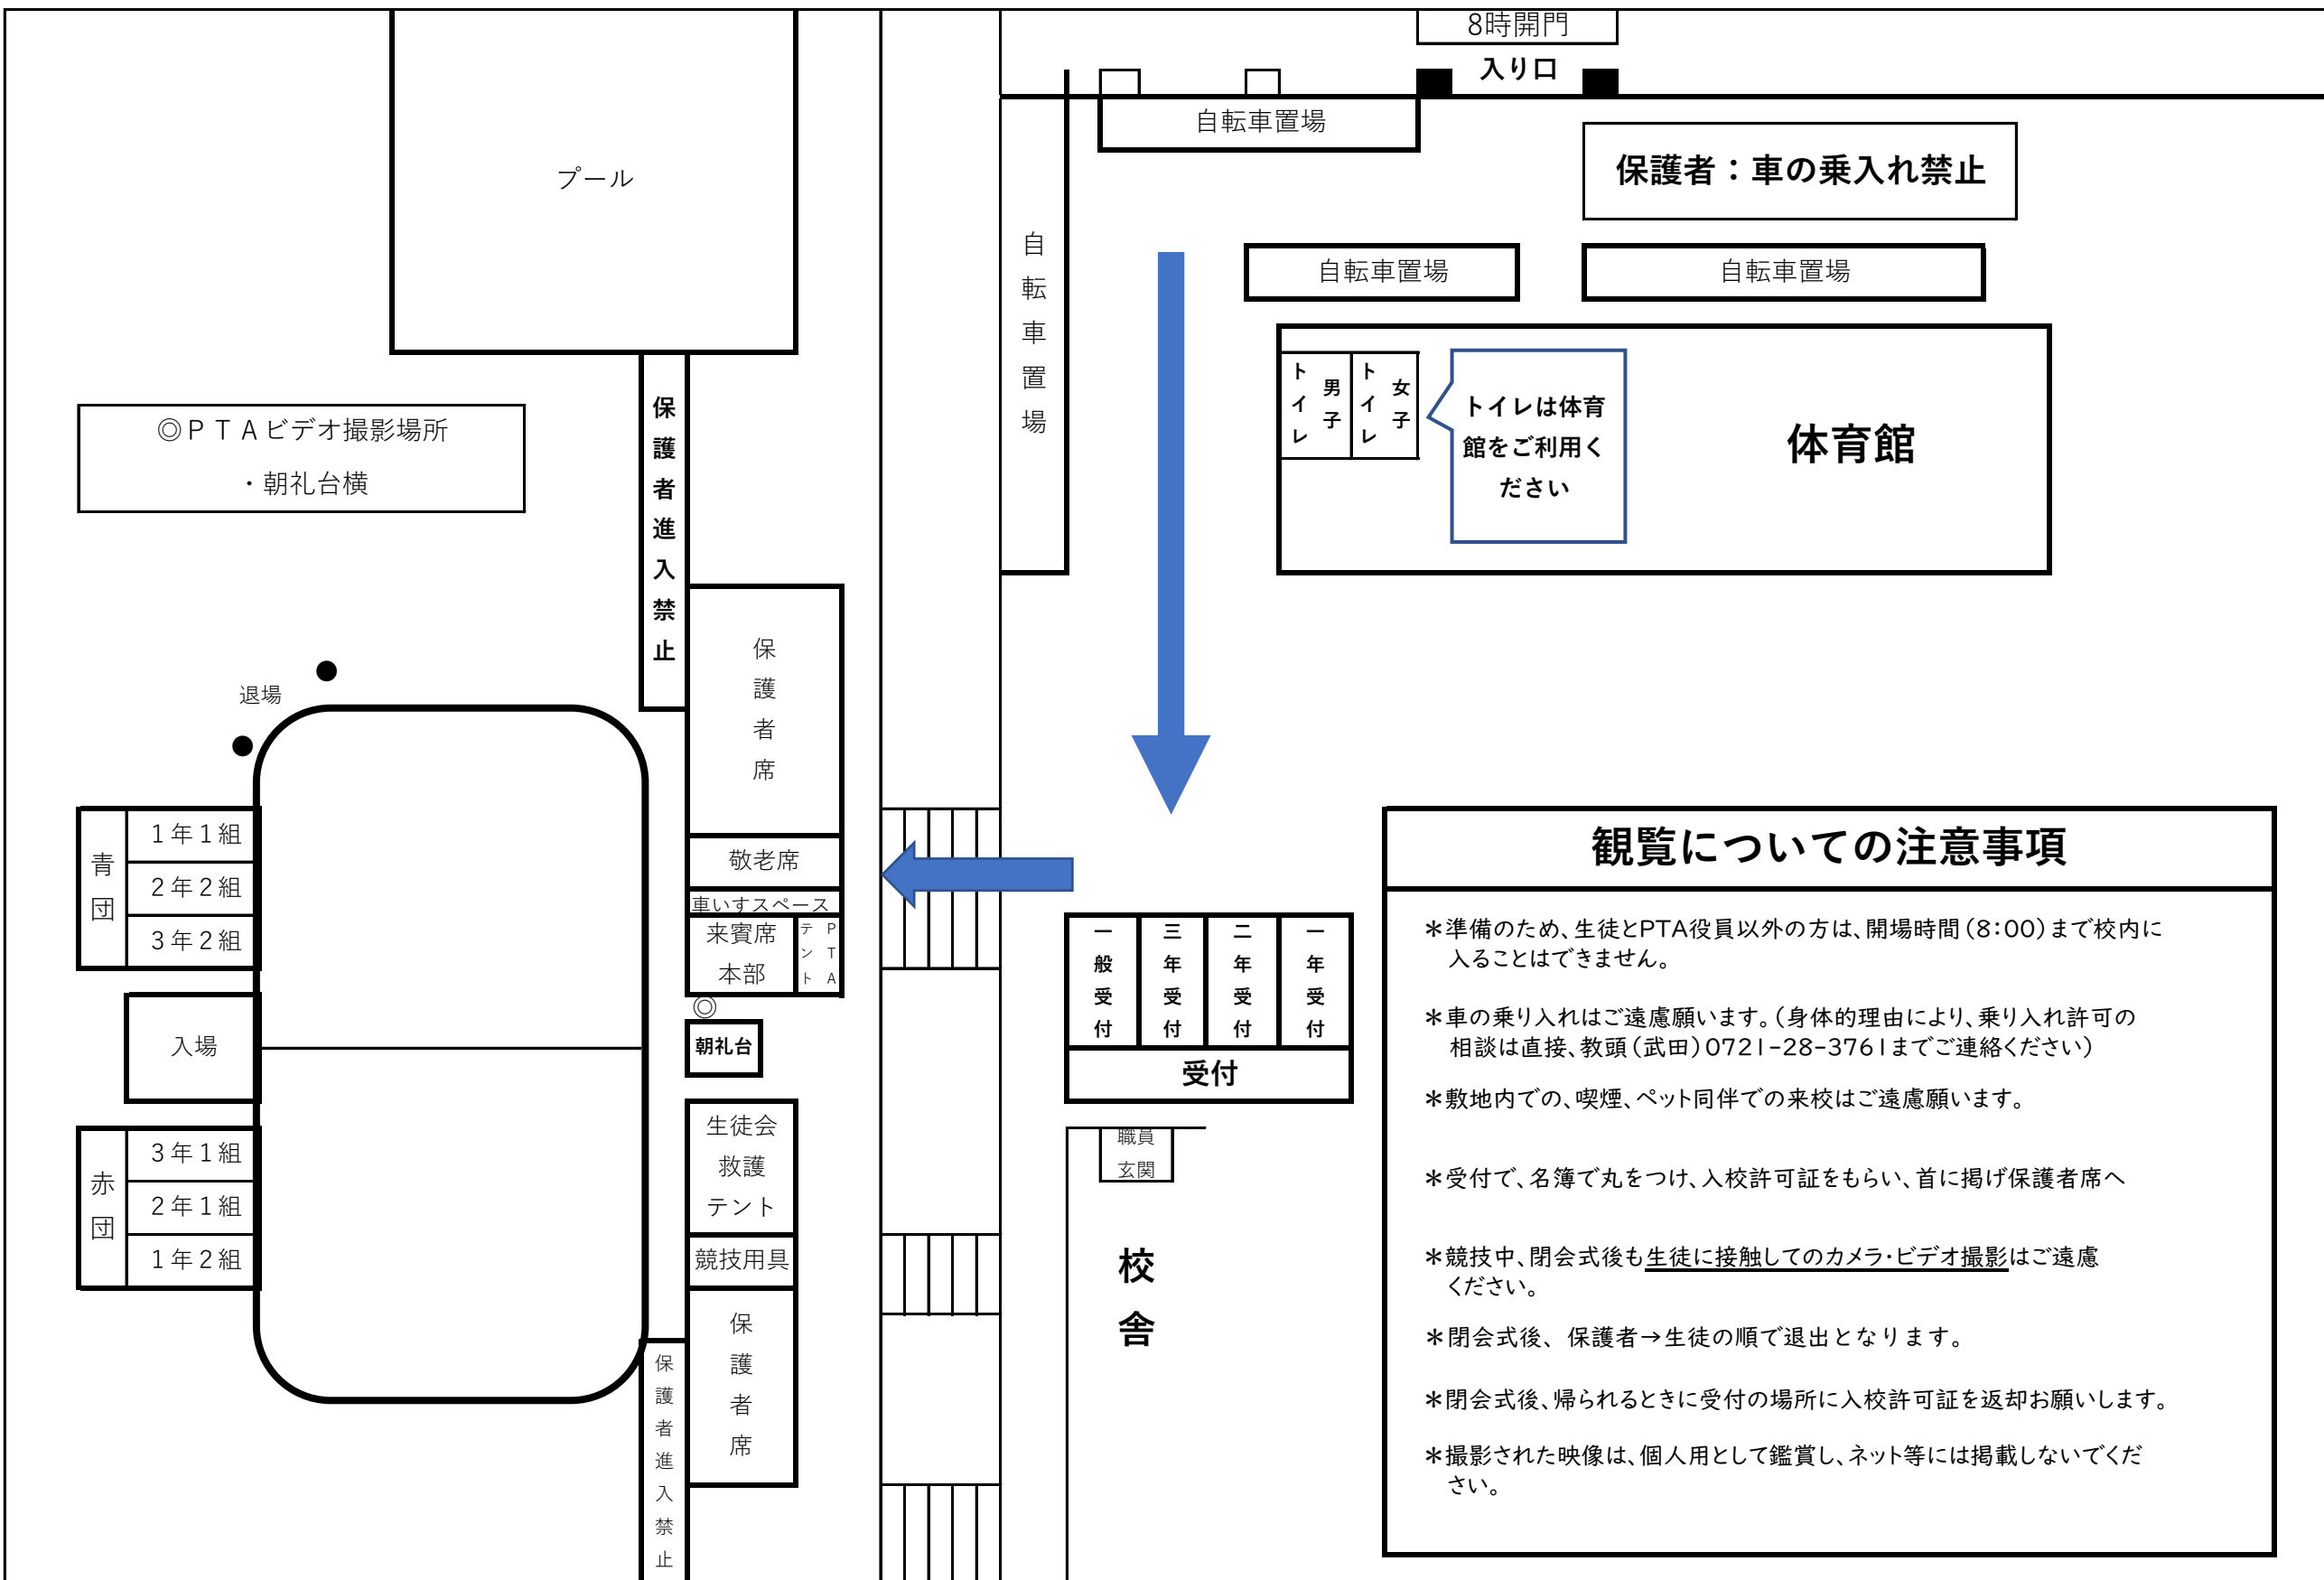 8時開門
入り口
自転車置場
保護者：車の乗入れ禁止
プール
自転車置場
自転車置場
自転車置場
男子
トイレ
女子
トイレ
トイレは体育
館をご利用く
ださい
体育館
◎ＰＴＡビデオ撮影場所
・朝礼台横
保護者進入禁止
保護者席
退場
敬老席
車いすスペース
来賓席
本部
PTA
テント
◎
朝礼台
青団
１年１組
２年２組
３年２組
入場
赤団
３年１組
２年１組
１年２組
生徒会
救護
テント
競技用具
保護者席
保護者進入禁止
一般受付
三年受付
二年受付
一年受付
受付
職員
玄関
校舎
観覧についての注意事項
＊準備のため、生徒とPTA役員以外の方は、開場時間（8：00）まで校内に
入ることはできません。
＊車の乗り入れはご遠慮願います。（身体的理由により、乗り入れ許可の
相談は直接、教頭（武田）0721-28-3761までご連絡ください）
＊敷地内での、喫煙、ペット同伴での来校はご遠慮願います。
＊受付で、名簿で丸をつけ、入校許可証をもらい、首に掲げ保護者席へ
＊競技中、閉会式後も生徒に接触してのカメラ・ビデオ撮影はご遠慮
ください。
＊閉会式後、保護者→生徒の順で退出となります。
＊閉会式後、帰られるときに受付の場所に入校許可証を返却お願いします。
＊撮影された映像は、個人用として鑑賞し、ネット等には掲載しないでくだ
さい。